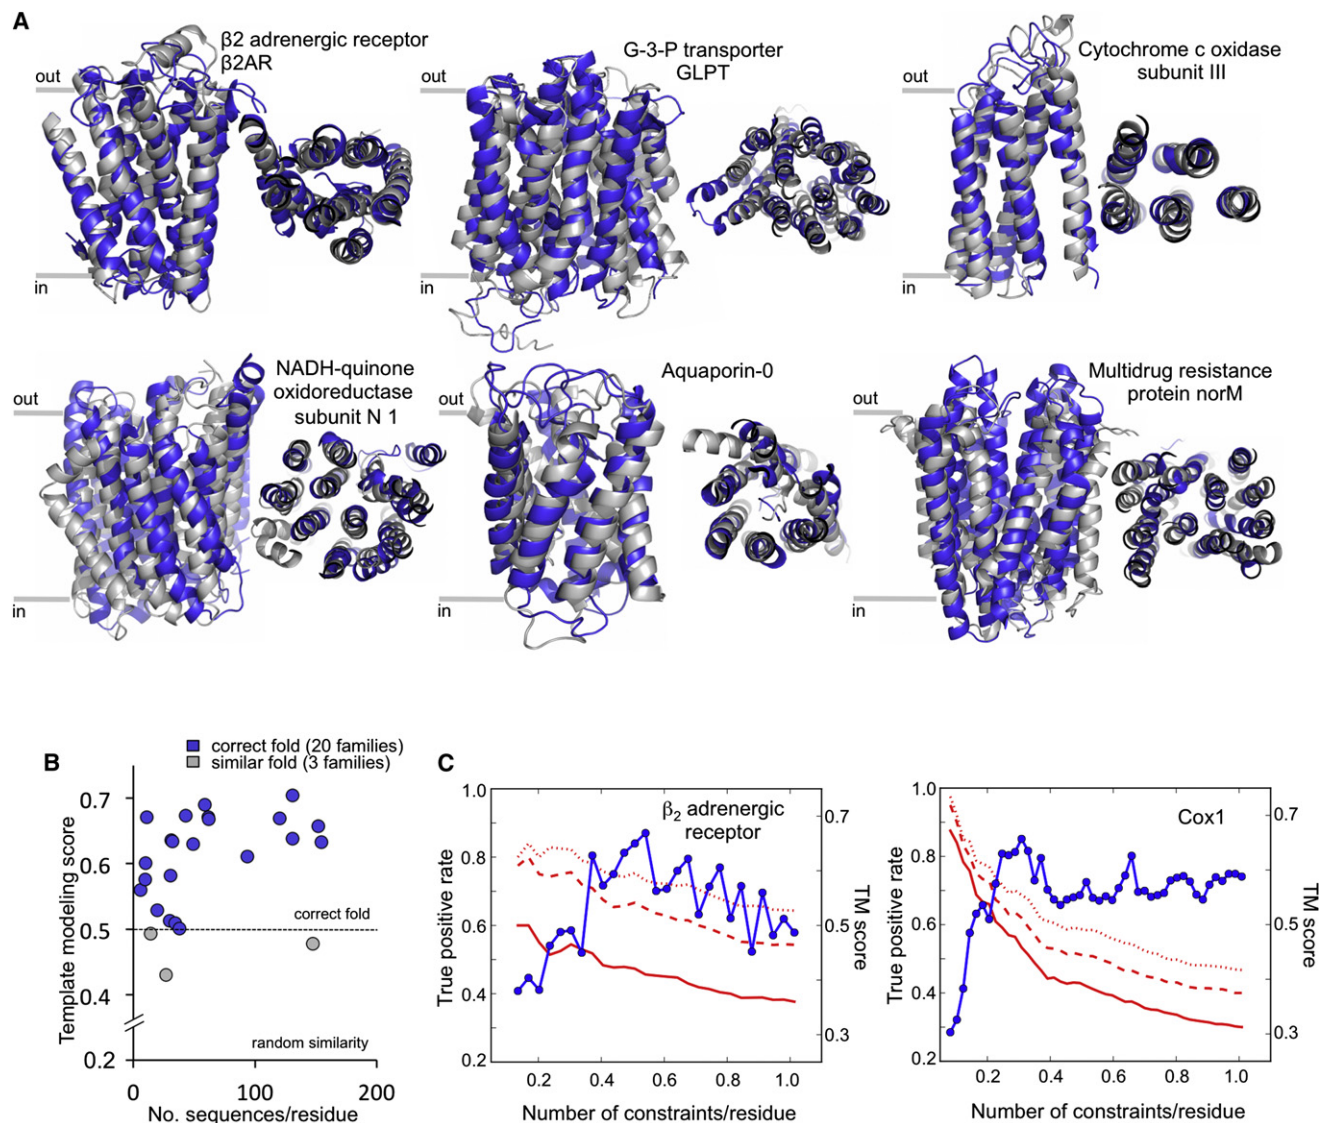 A
β2 adrenergic receptor
β2AR
out
in
G-3-P transporter
GLPT
out
in
Cytochrome c oxidase
subunit III
out
in
NADH-quinone
oxidoreductase
subunit N 1
out
in
Aquaporin-0
out
in
Multidrug resistance
protein norM
out
in
B
correct fold (20 families)
similar fold (3 families)
Template modeling score
0.7
0.6
0.5
0.4
0.2
correct fold
random similarity
0
100
200
No. sequences/residue
C
β2 adrenergic
receptor
True positive rate
1.0
0.8
0.6
0.4
0.2
0.7
0.5
0.3
TM score
0.2
0.4
0.6
0.8
1.0
Number of constraints/residue
Cox1
True positive rate
1.0
0.8
0.6
0.4
0.2
0.7
0.5
0.3
TM score
0.2
0.4
0.6
0.8
1.0
Number of constraints/residue